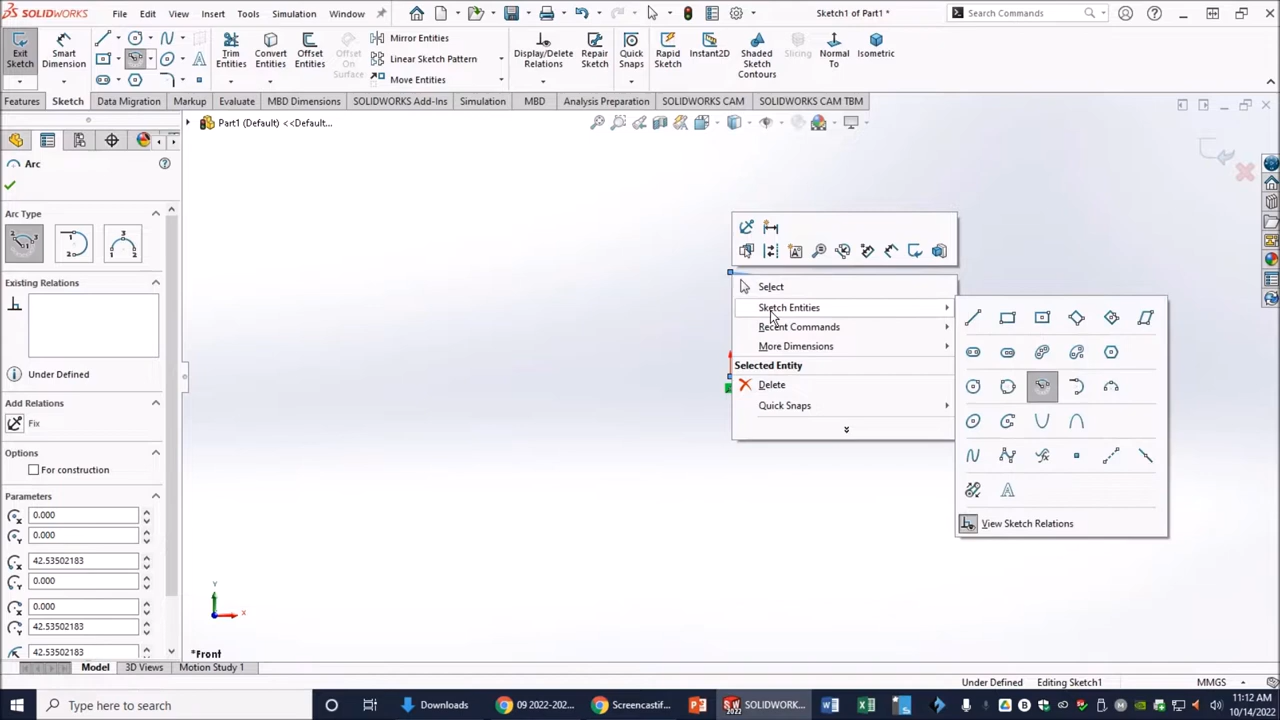 SOLIDWORKS File Edit View Insert Tools Simulation Window Sketch1 of Part1 * Search Commands
Exit Sketch Smart Dimension Trim Entities Convert Entities Offset Entities Offset On Surface Mirror Entities Display/Delete Relations Repair Sketch Quick Snaps Rapid Sketch Instant2D Shaded Sketch Contours Slicing Normal To Isometric
Linear Sketch Pattern
Move Entities
Features Sketch Data Migration Markup Evaluate MBD Dimensions SOLIDWORKS Add-Ins Simulation MBD Analysis Preparation SOLIDWORKS CAM SOLIDWORKS CAM TBM
Part1 (Default) <<Default...
Arc
Arc Type
Existing Relations
Under Defined
Add Relations
Fix
Options
For construction
Parameters
0.000
0.000
42.53502183
0.000
0.000
42.53502183
42.53502183
Select
Sketch Entities
Recent Commands
More Dimensions
Selected Entity
Delete
Quick Snaps
View Sketch Relations
Y
X
*Front
Model 3D Views Motion Study 1
Under Defined Editing Sketch1 MMGS
Type here to search Downloads 09 2022-202... Screencastif... SOLIDWORK... 11:12 AM
10/14/2022